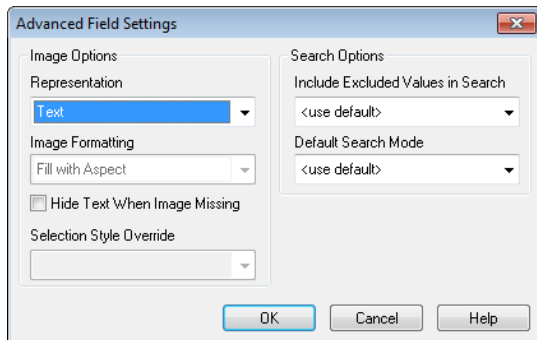 Advanced Field Settings
Image Options
Representation
Text
Image Formatting
Fill with Aspect
Hide Text When Image Missing
Selection Style Override
Search Options
Include Excluded Values in Search
<use default>
Default Search Mode
<use default>
OK
Cancel
Help